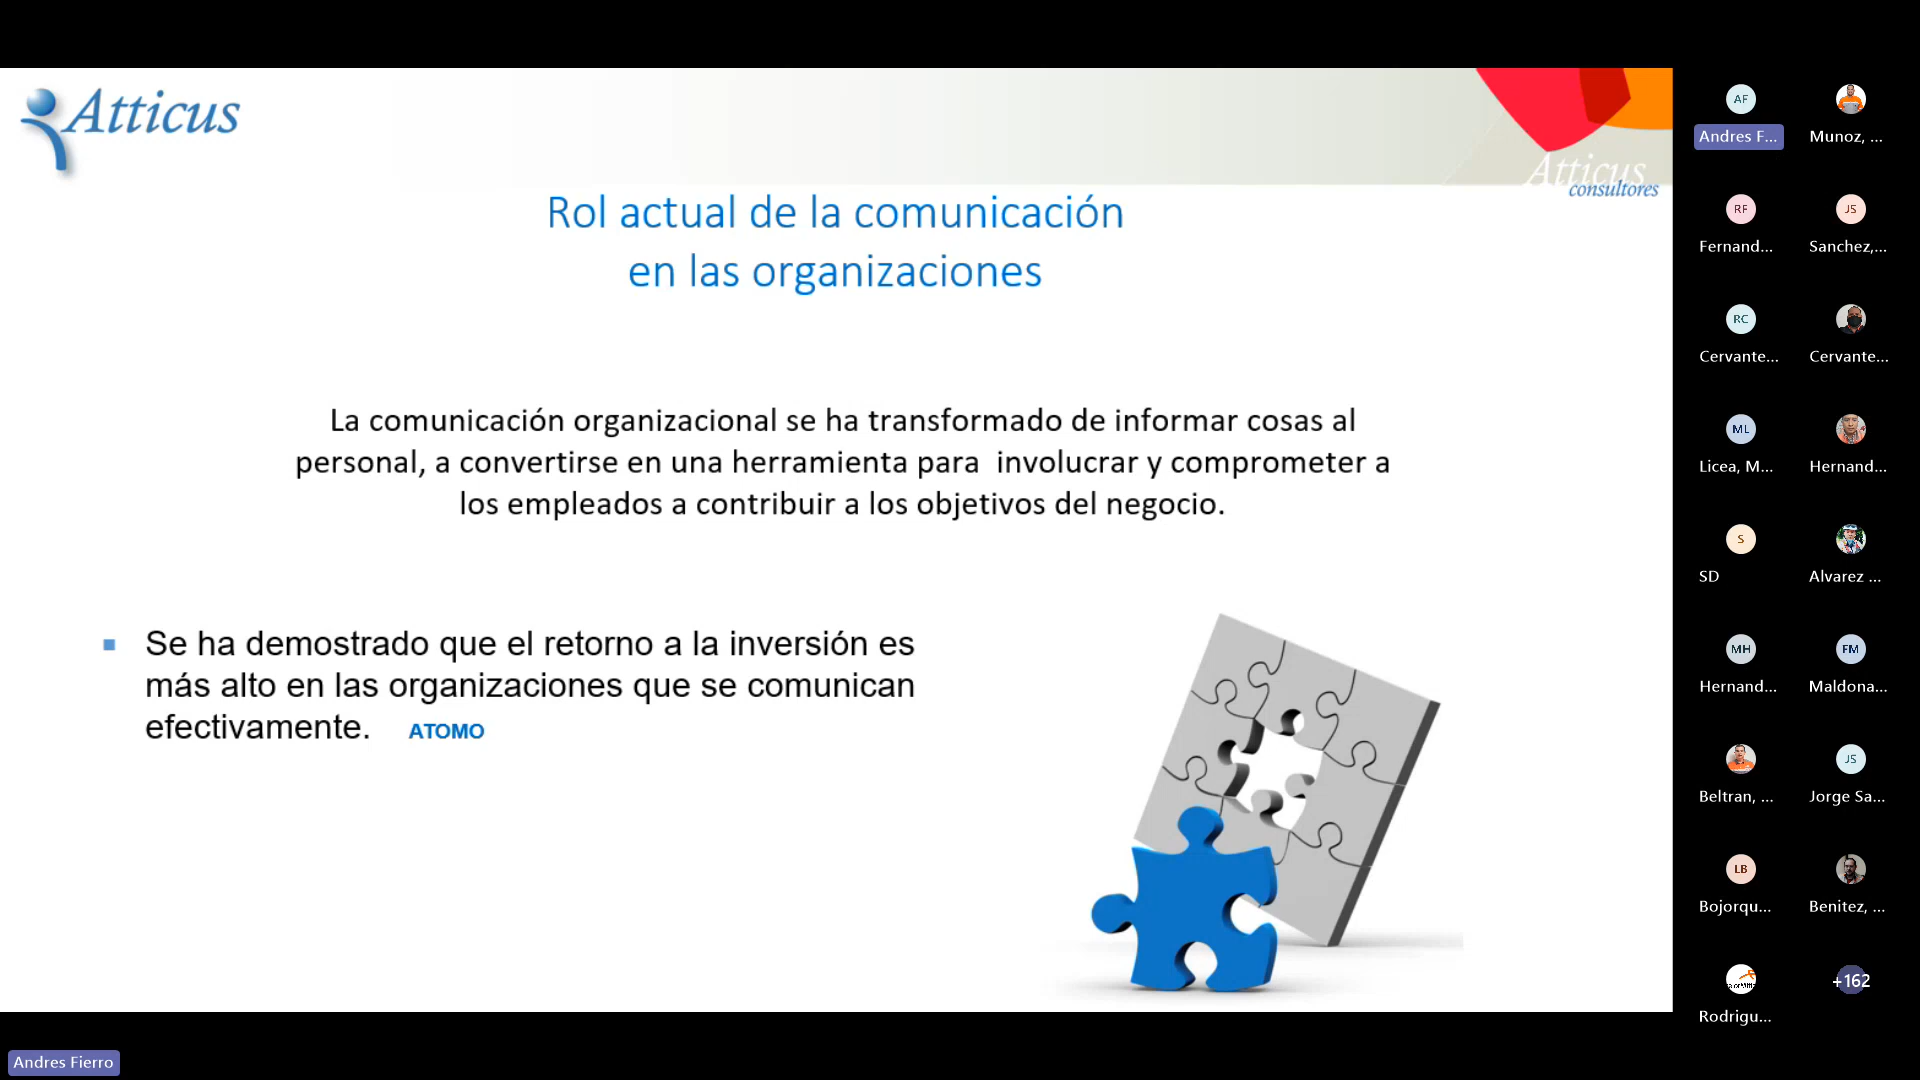 Atticus
Atticus
consultores
Rol actual de la comunicación
en las organizaciones
La comunicación organizacional se ha transformado de informar cosas al
personal, a convertirse en una herramienta para involucrar y comprometer a
los empleados a contribuir a los objetivos del negocio.
Se ha demostrado que el retorno a la inversión es
más alto en las organizaciones que se comunican
efectivamente. ATOMO
AF
Andres F...
Munoz, ...
RF
Fernand...
JS
Sanchez,...
RC
Cervante...
Cervante...
ML
Licea, M...
Hernand...
S
SD
Alvarez ...
MH
Hernand...
FM
Maldona...
Beltran, ...
JS
Jorge Sa...
LB
Bojorqu...
Benitez, ...
Rodrigu...
+162
Andres Fierro